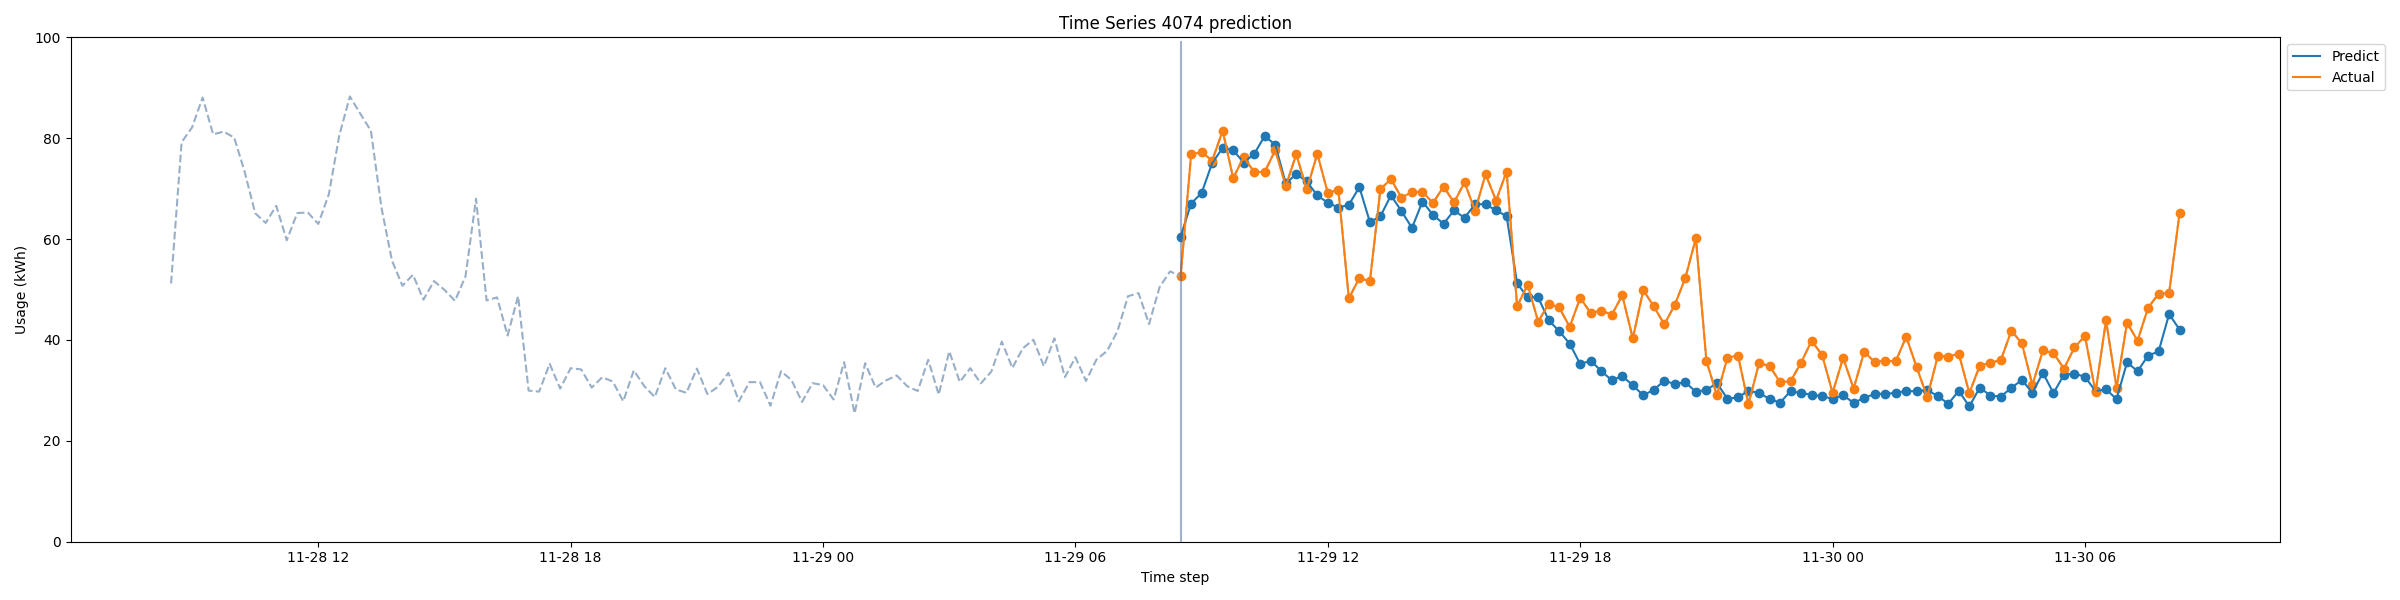 Time Series 4074 prediction
Predict
Actual
Usage (kWh)
100
80
60
40
20
0
11-28 12
11-28 18
11-29 00
11-29 06
11-29 12
11-29 18
11-30 00
11-30 06
Time step